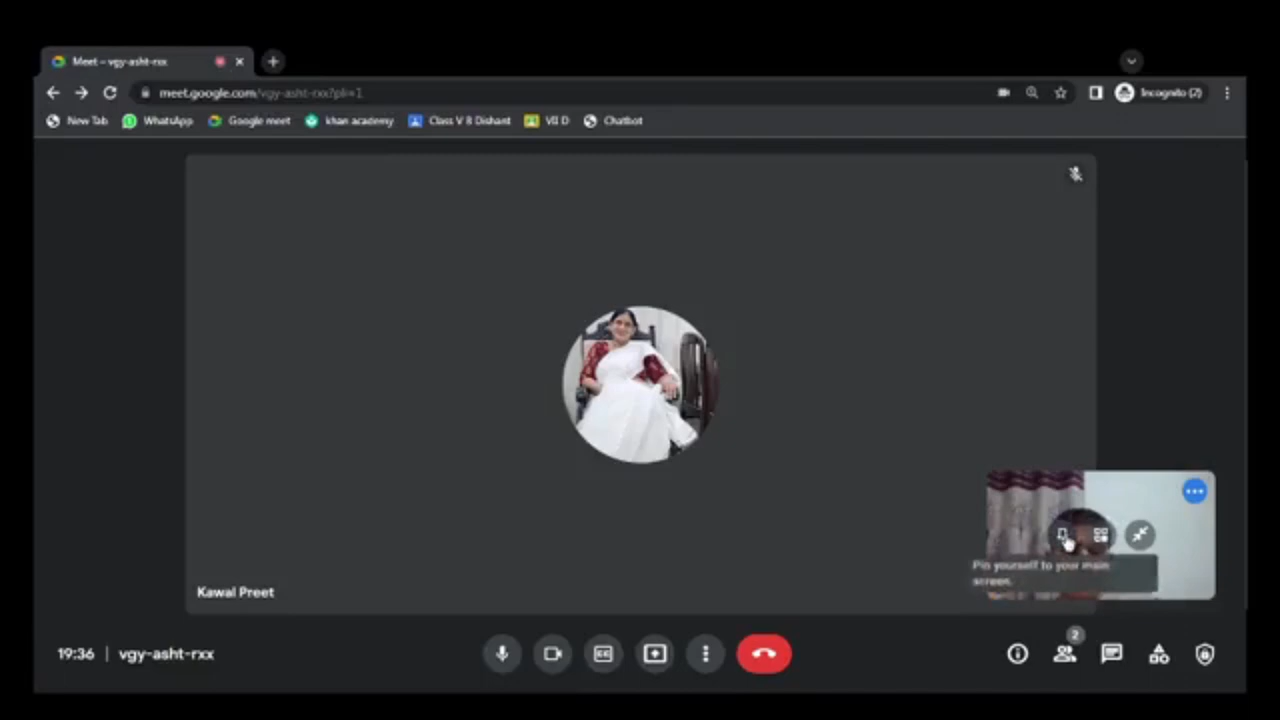 Meet – vgy-asht-rxx
meet.google.com/vgy-asht-rxx?pli=1
Incognito (2)
New Tab
WhatsApp
Google meet
khan academy
Class V B Dishant
VII D
Chatbot
Kawal Preet
Pin yourself to your main
screen.
19:36 | vgy-asht-rxx
CC
2